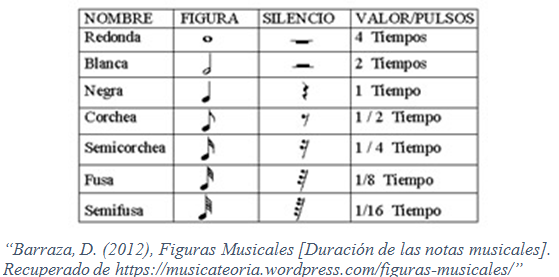 NOMBRE FIGURA SILENCIO VALOR/PULSOS
Redonda 4 Tiempos
Blanca 2 Tiempos
Negra 1 Tiempo
Corchea 1 / 2 Tiempo
Semicorchea 1 / 4 Tiempo
Fusa 1/8 Tiempo
Semifusa 1/16 Tiempo
“Barraza, D. (2012), Figuras Musicales [Duración de las notas musicales].
Recuperado de https://musicateoria.wordpress.com/figuras-musicales/”